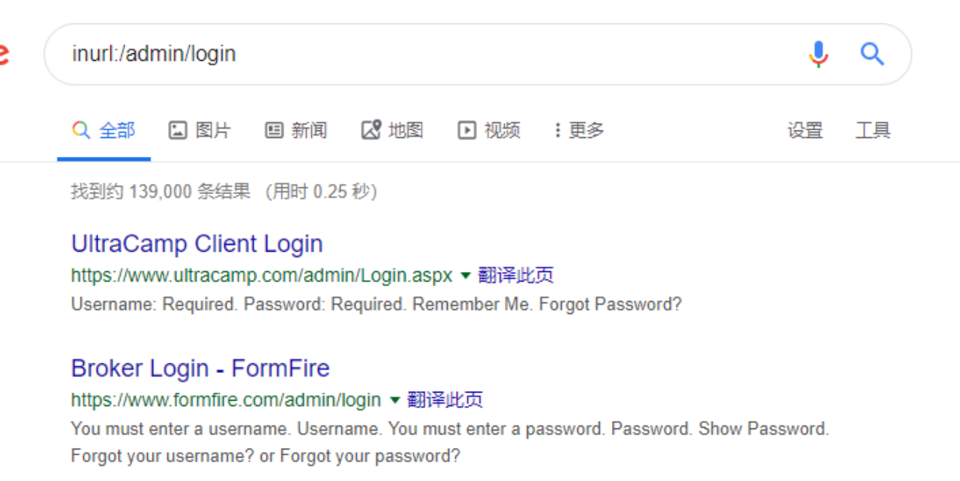 inurl:/admin/login
全部 图片 新闻 地图 视频 更多 设置 工具
找到约 139,000 条结果 （用时 0.25 秒）
UltraCamp Client Login
https://www.ultracamp.com/admin/Login.aspx 翻译此页
Username: Required. Password: Required. Remember Me. Forgot Password?
Broker Login - FormFire
https://www.formfire.com/admin/login 翻译此页
You must enter a username. Username. You must enter a password. Password. Show Password.
Forgot your username? or Forgot your password?